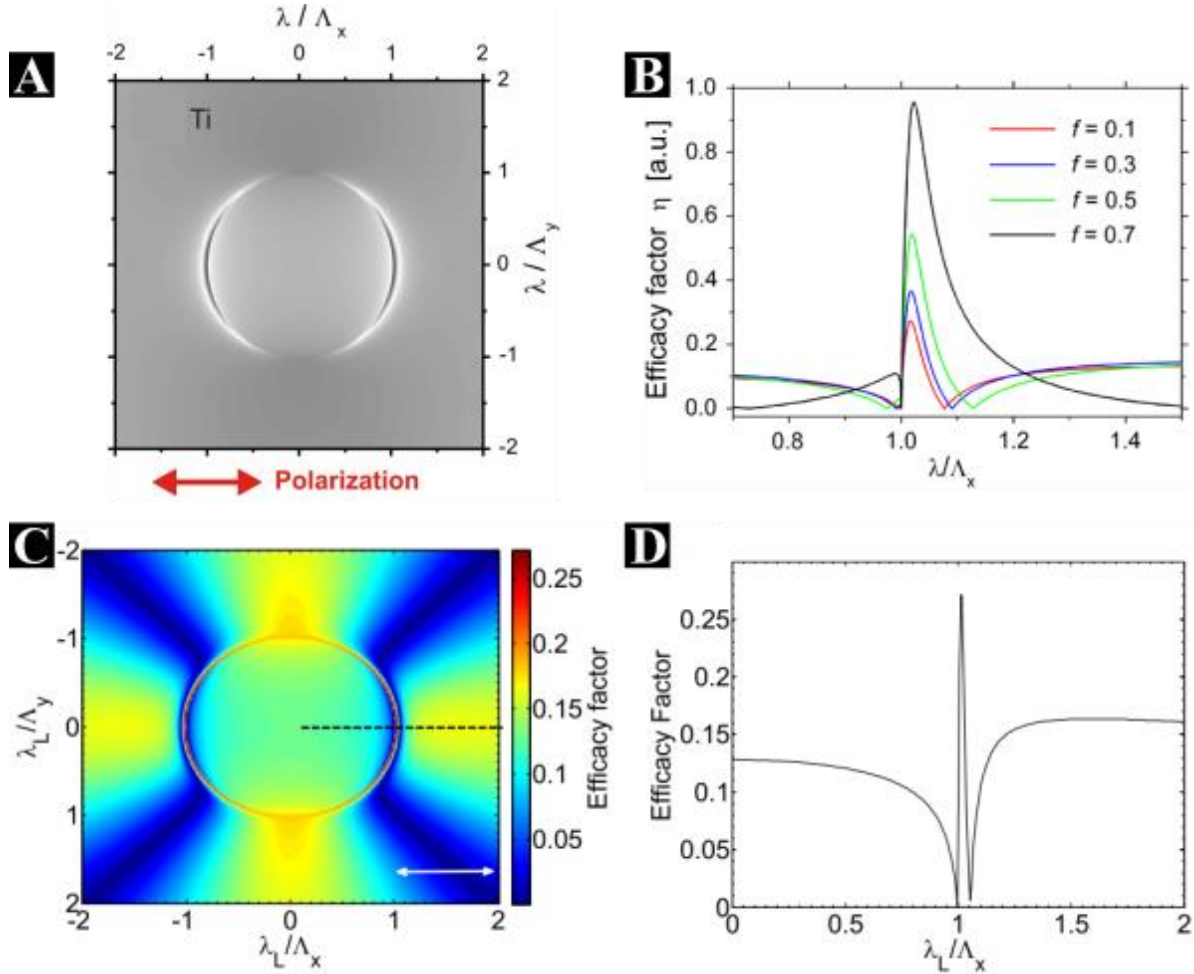 A
λ / Λx
-2 -1 0 1 2
Ti
2
1
0
-1
-2
λ / Λy
Polarization
B
Efficacy factor η [a.u.]
1.0
0.8
0.6
0.4
0.2
0.0
f = 0.1
f = 0.3
f = 0.5
f = 0.7
0.8 1.0 1.2 1.4
λ/Λx
C
λL/Λy
-2
-1
0
1
2
-2 -1 0 1 2
λL/Λx
0.25
0.2
0.15
0.1
0.05
Efficacy factor
D
Efficacy Factor
0.25
0.2
0.15
0.1
0.05
0
0 0.5 1 1.5 2
λL/Λx